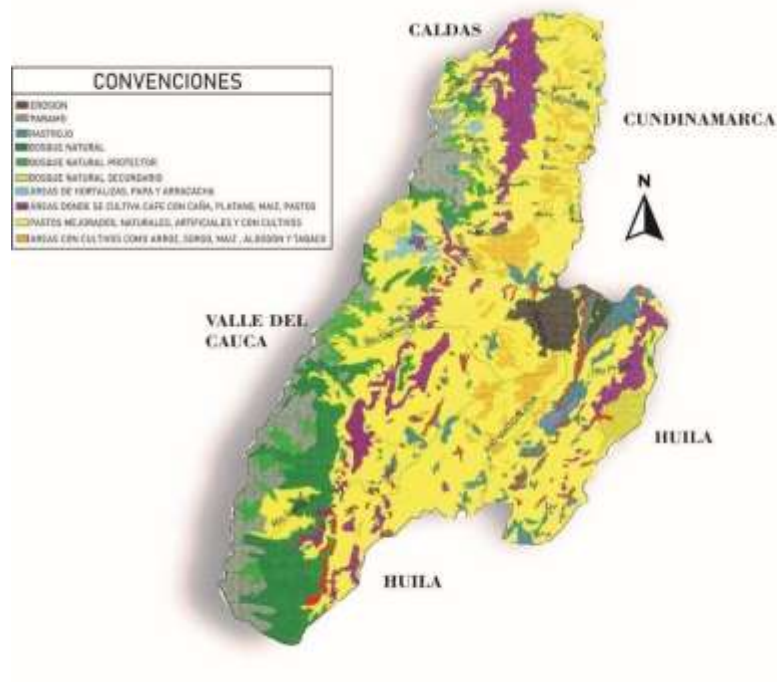 CALDAS
CONVENCIONES
EROSION
PARAMO
RASTROJO
BOSQUE NATURAL
BOSQUE NATURAL PROTECTOR
BOSQUE NATURAL SECUNDARIO
AREAS DE HORTALIZAS, PAPA Y ARRACACHA
AREAS DONDE SE CULTIVA CAFE CON CAÑA, PLATANO, MAIZ, PASTOS
PASTOS MEJORADOS, NATURALES, ARTIFICIALES Y CON CULTIVOS
AREAS CON CULTIVOS COMO ARROZ, SORGO, MAIZ , ALGODON Y TABACO
CUNDINAMARCA
N
VALLE DEL
CAUCA
HUILA
HUILA